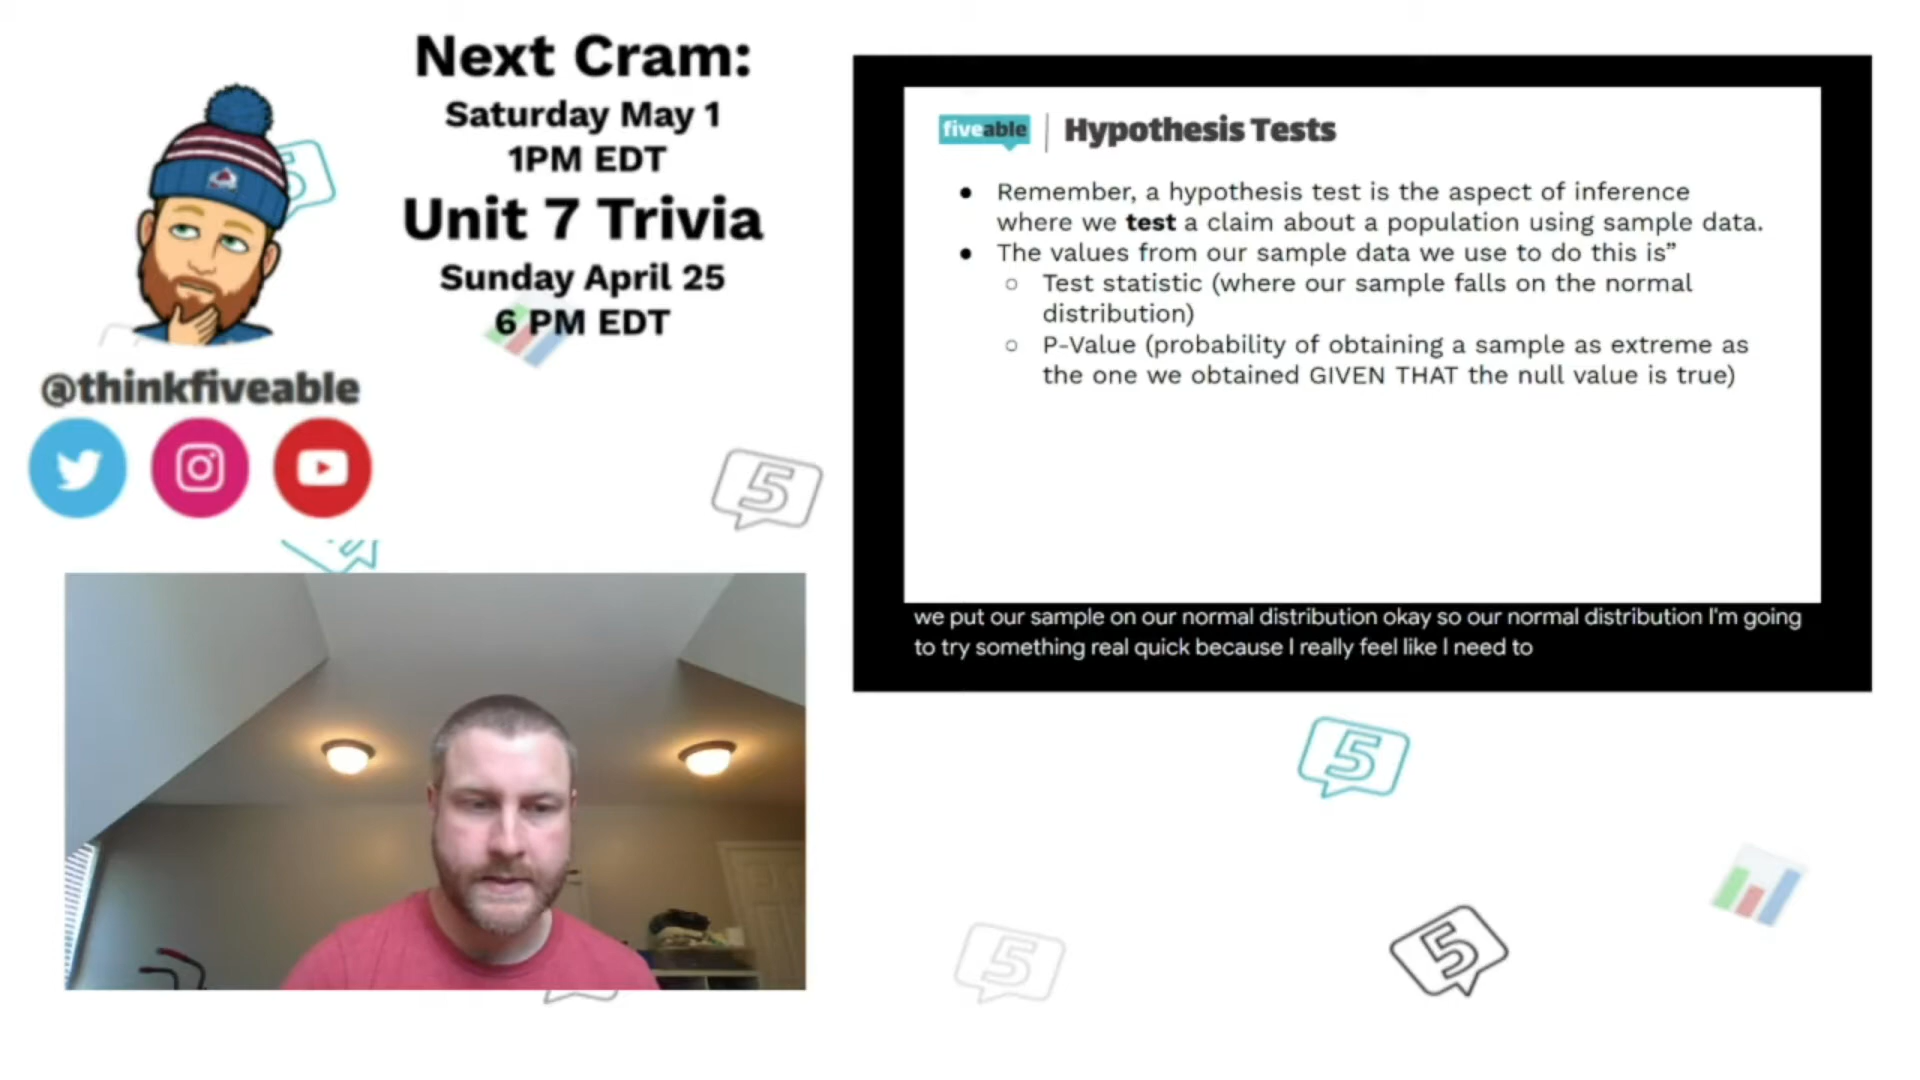 Next Cram:
Saturday May 1
1PM EDT
Unit 7 Trivia
Sunday April 25
6 PM EDT
@thinkfiveable
fiveable
Hypothesis Tests
● Remember, a hypothesis test is the aspect of inference
where we test a claim about a population using sample data.
● The values from our sample data we use to do this is”
○ Test statistic (where our sample falls on the normal
distribution)
○ P-Value (probability of obtaining a sample as extreme as
the one we obtained GIVEN THAT the null value is true)
we put our sample on our normal distribution okay so our normal distribution I'm going
to try something real quick because I really feel like I need to
5
5
5
5